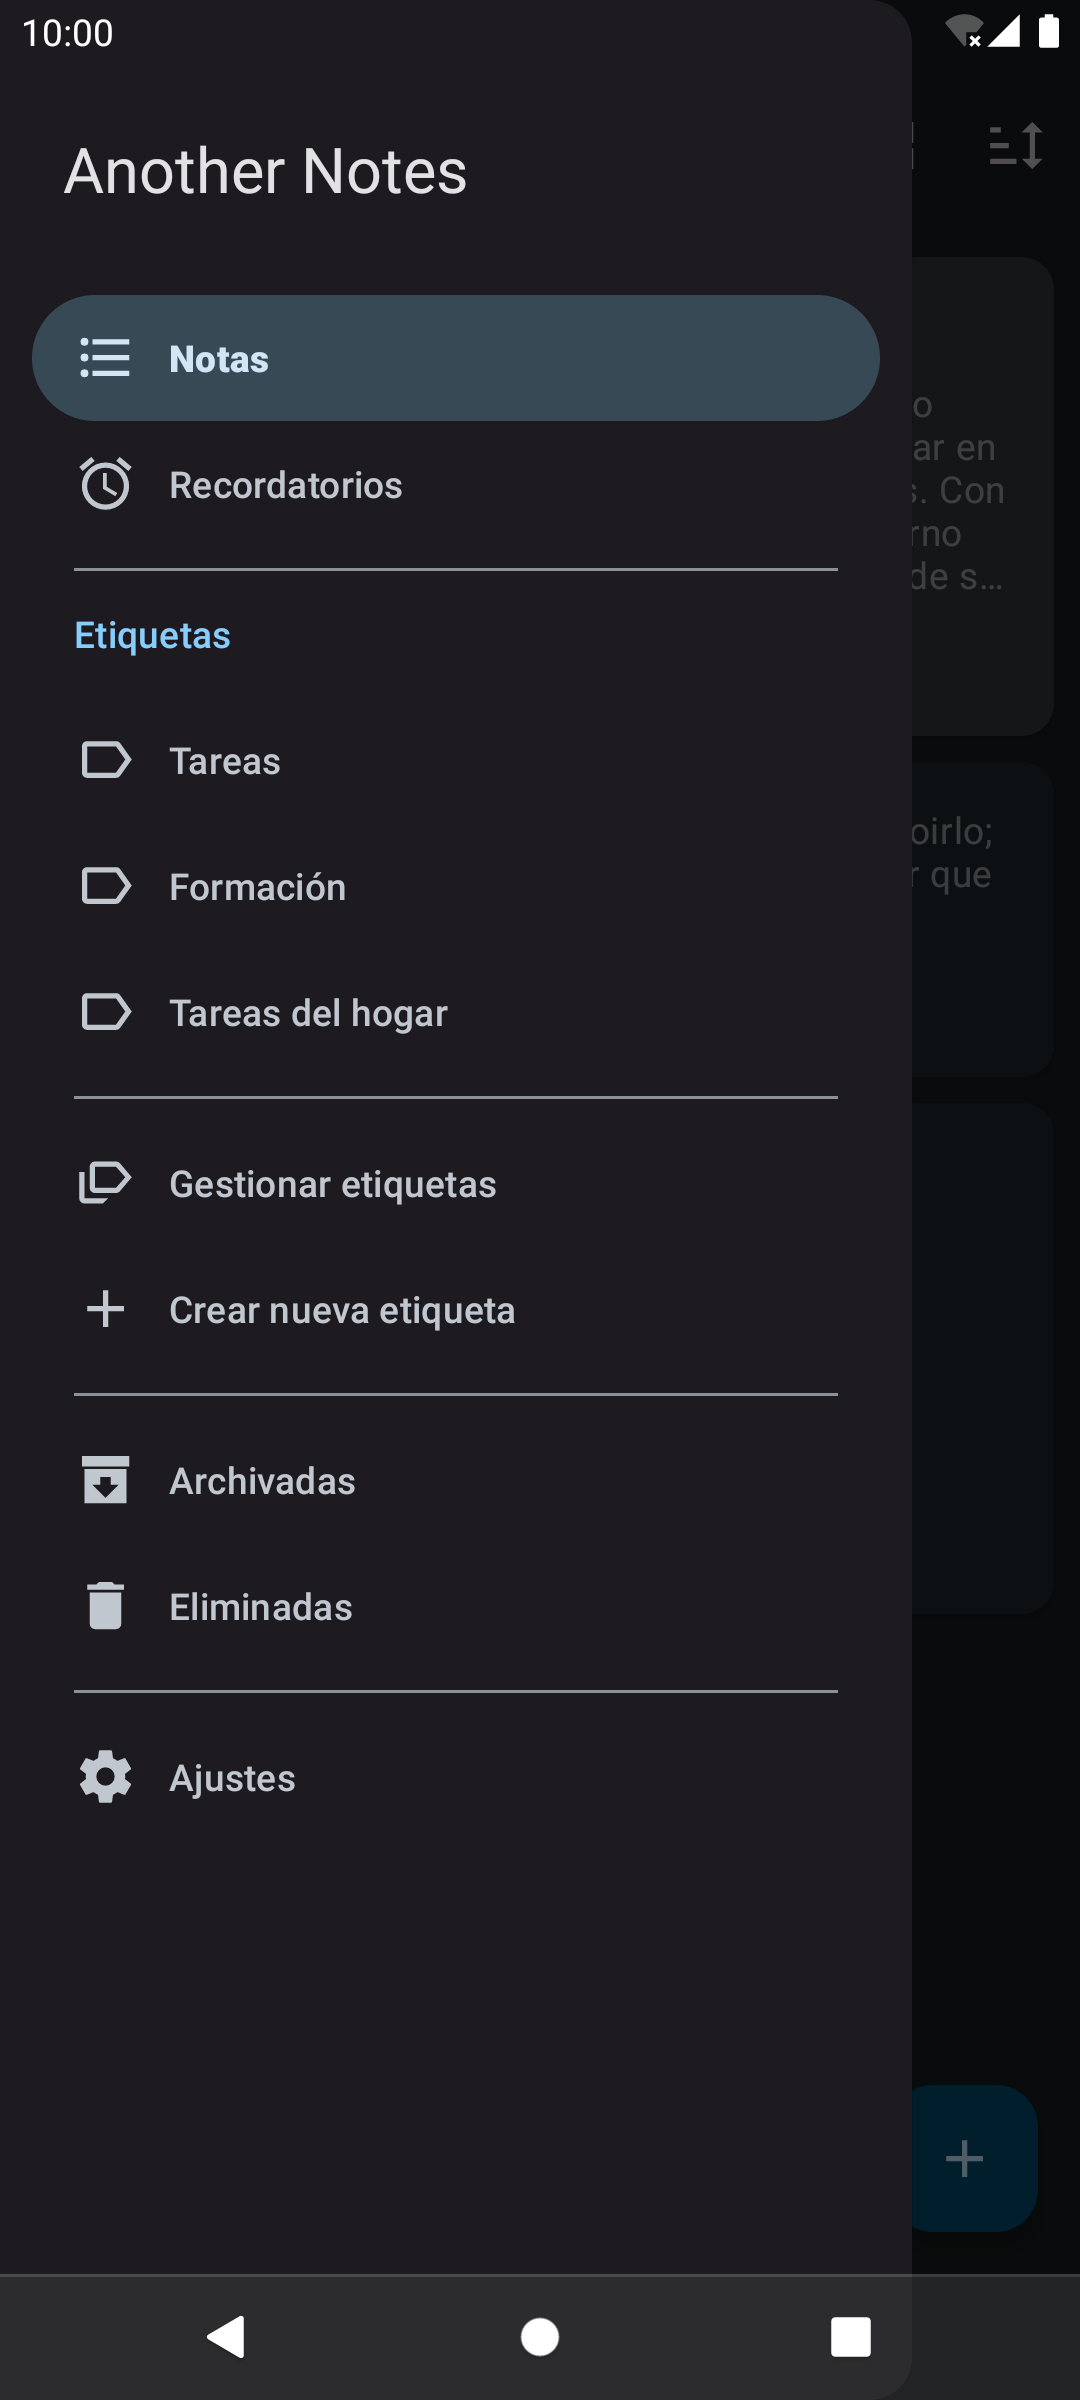 10:00
Another Notes
Notas
Recordatorios
Etiquetas
Tareas
Formación
Tareas del hogar
Gestionar etiquetas
Crear nueva etiqueta
Archivadas
Eliminadas
Ajustes
o
ar en
s. Con
rno
de s…
oirlo;
r que